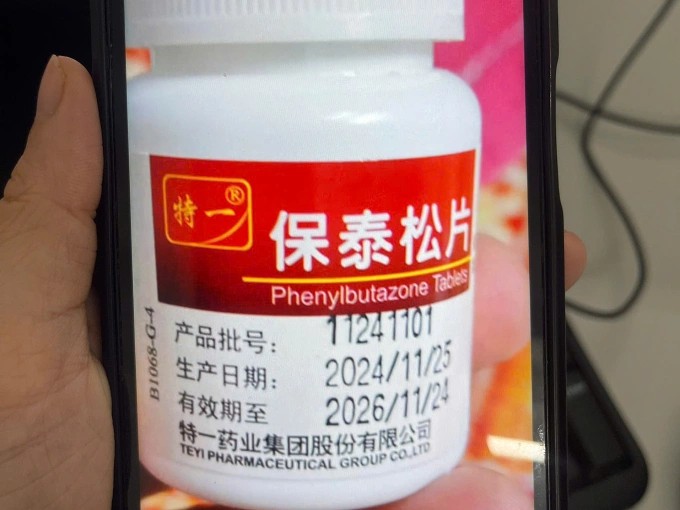 特一®
保泰松片
Phenylbutazone Tablets
产品批号: 11241101
生产日期: 2024/11/25
有效期至 2026/11/24
特一药业集团股份有限公司
TEYI PHARMACEUTICAL GROUP CO.,LTD
B1068-G-4